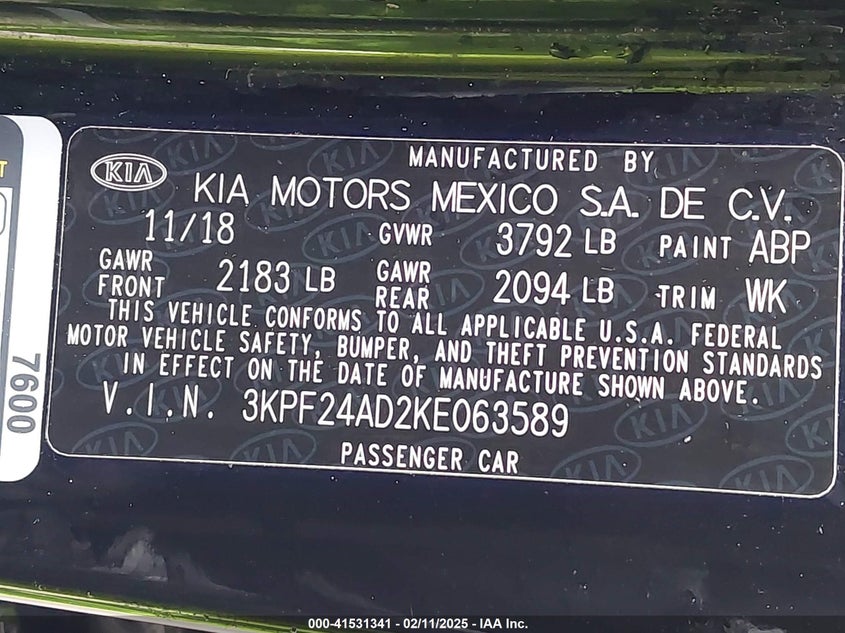 MANUFACTURED BY
KIA
KIA MOTORS MEXICO S.A. DE C.V.
11/18 GVWR 3792 LB PAINT ABP
GAWR FRONT 2183 LB GAWR REAR 2094 LB TRIM WK
THIS VEHICLE CONFORMS TO ALL APPLICABLE U.S.A. FEDERAL
MOTOR VEHICLE SAFETY, BUMPER, AND THEFT PREVENTION STANDARDS
IN EFFECT ON THE DATE OF MANUFACTURE SHOWN ABOVE.
V.I.N. 3KPF24AD2KE063589
PASSENGER CAR
7600
000-41531341 - 02/11/2025 - IAA Inc.